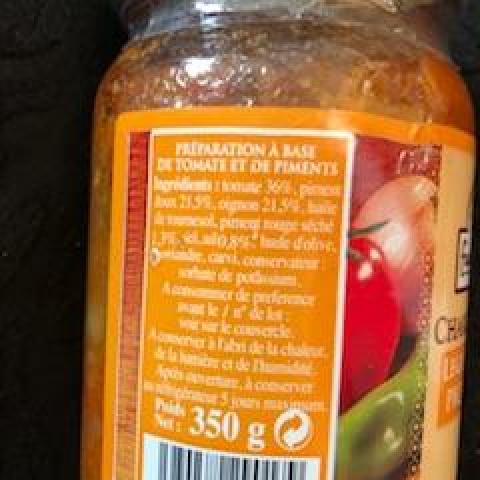 PRÉPARATION À BASE
DE TOMATE ET DE PIMENTS
Ingrédients : tomate 36%, piment
doux 21,5%, oignon 21,5%, huile
de tournesol, piment rouge séché
1,3%, sel, ail 0,8%, huile d'olive,
coriandre, carvi, conservateur :
sorbate de potassium.
A consommer de preference
avant le / n° de lot :
voir sur le couvercle.
A conserver à l'abri de la chaleur,
de la lumière et de l'humidité.
Après ouverture, à conserver
au réfrigérateur 5 jours maximum.
Poids
Net : 350 g
CHA